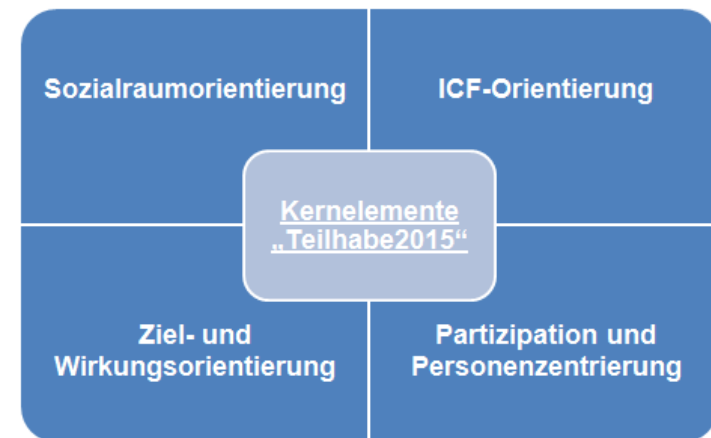 Sozialraumorientierung
ICF-Orientierung
Kernelemente
„Teilhabe2015“
Ziel- und
Wirkungsorientierung
Partizipation und
Personenzentrierung